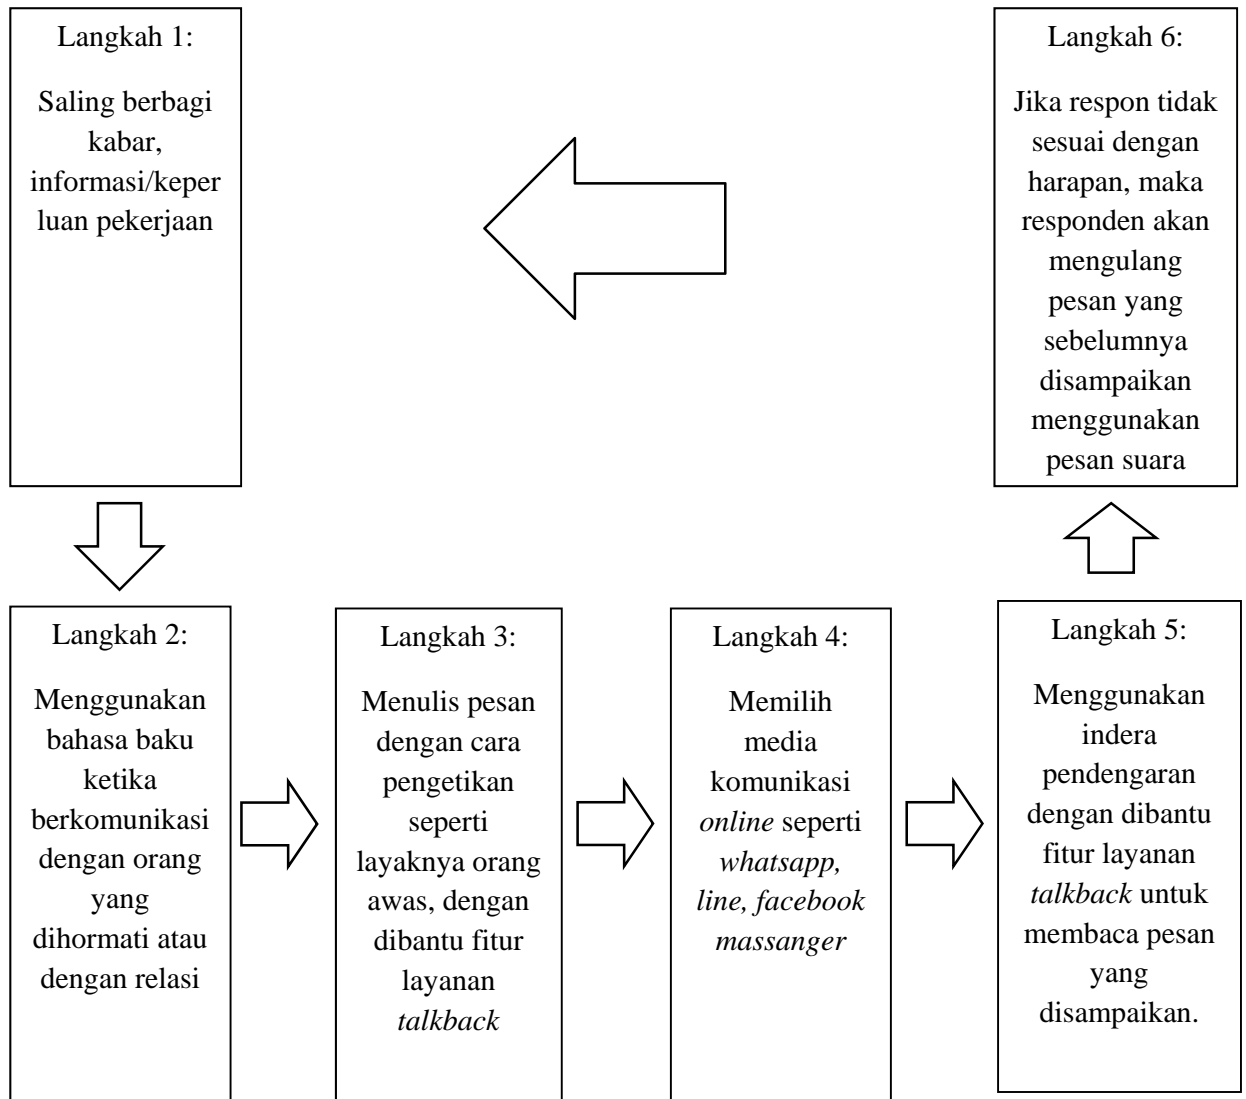 Langkah 1:
Saling berbagi
kabar,
informasi/keper
luan pekerjaan
Langkah 6:
Jika respon tidak
sesuai dengan
harapan, maka
responden akan
mengulang
pesan yang
sebelumnya
disampaikan
menggunakan
pesan suara
Langkah 2:
Menggunakan
bahasa baku
ketika
berkomunikasi
dengan orang
yang
dihormati atau
dengan relasi
Langkah 3:
Menulis pesan
dengan cara
pengetikan
seperti
layaknya orang
awas, dengan
dibantu fitur
layanan
talkback
Langkah 4:
Memilih
media
komunikasi
online seperti
whatsapp,
line, facebook
massanger
Langkah 5:
Menggunakan
indera
pendengaran
dengan dibantu
fitur layanan
talkback untuk
membaca pesan
yang
disampaikan.